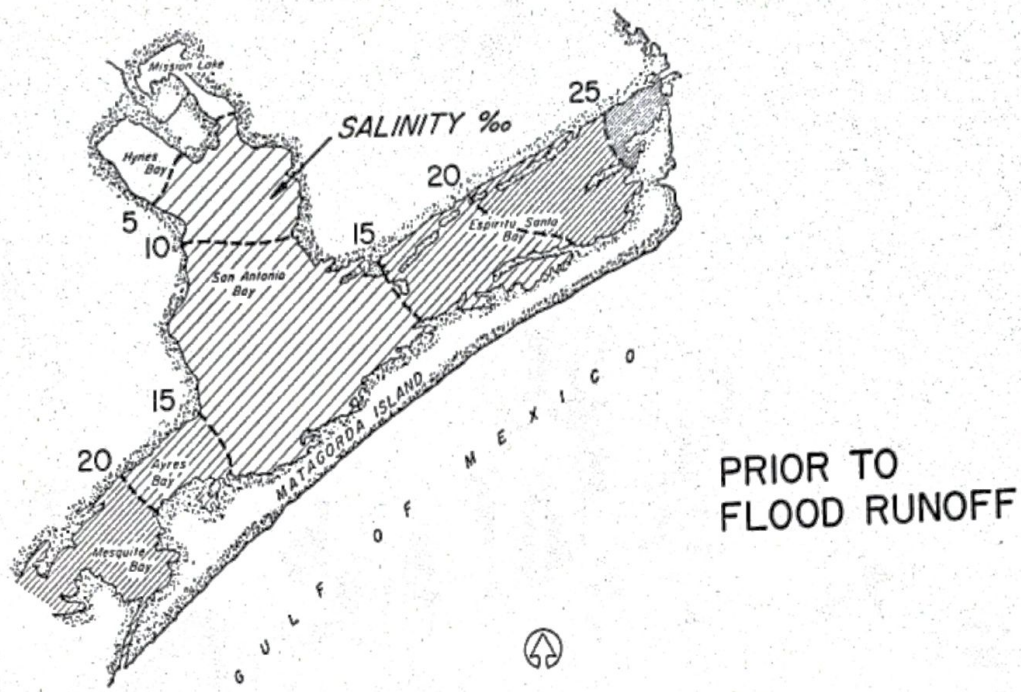 Mission Lake
25
SALINITY ‰
Hynes Bay
20
5
Espiritu Santo Bay
10
15
San Antonio Bay
15
MATAGORDA ISLAND
GULF OF MEXICO
20
Ayres Bay
PRIOR TO
FLOOD RUNOFF
Mesquite Bay